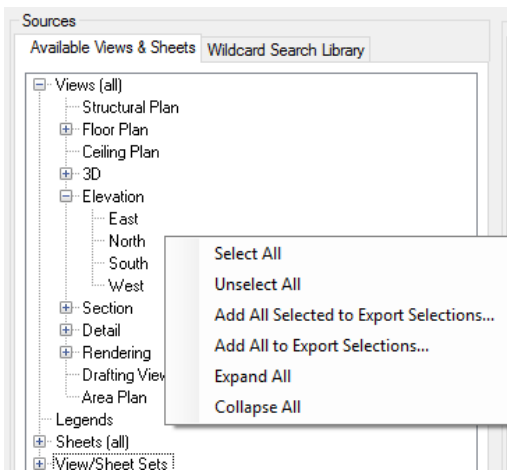 Sources
Available Views & Sheets
Wildcard Search Library
Views (all)
Structural Plan
Floor Plan
Ceiling Plan
3D
Elevation
East
North
South
West
Section
Detail
Rendering
Drafting View
Area Plan
Legends
Sheets (all)
View/Sheet Sets
Select All
Unselect All
Add All Selected to Export Selections...
Add All to Export Selections...
Expand All
Collapse All